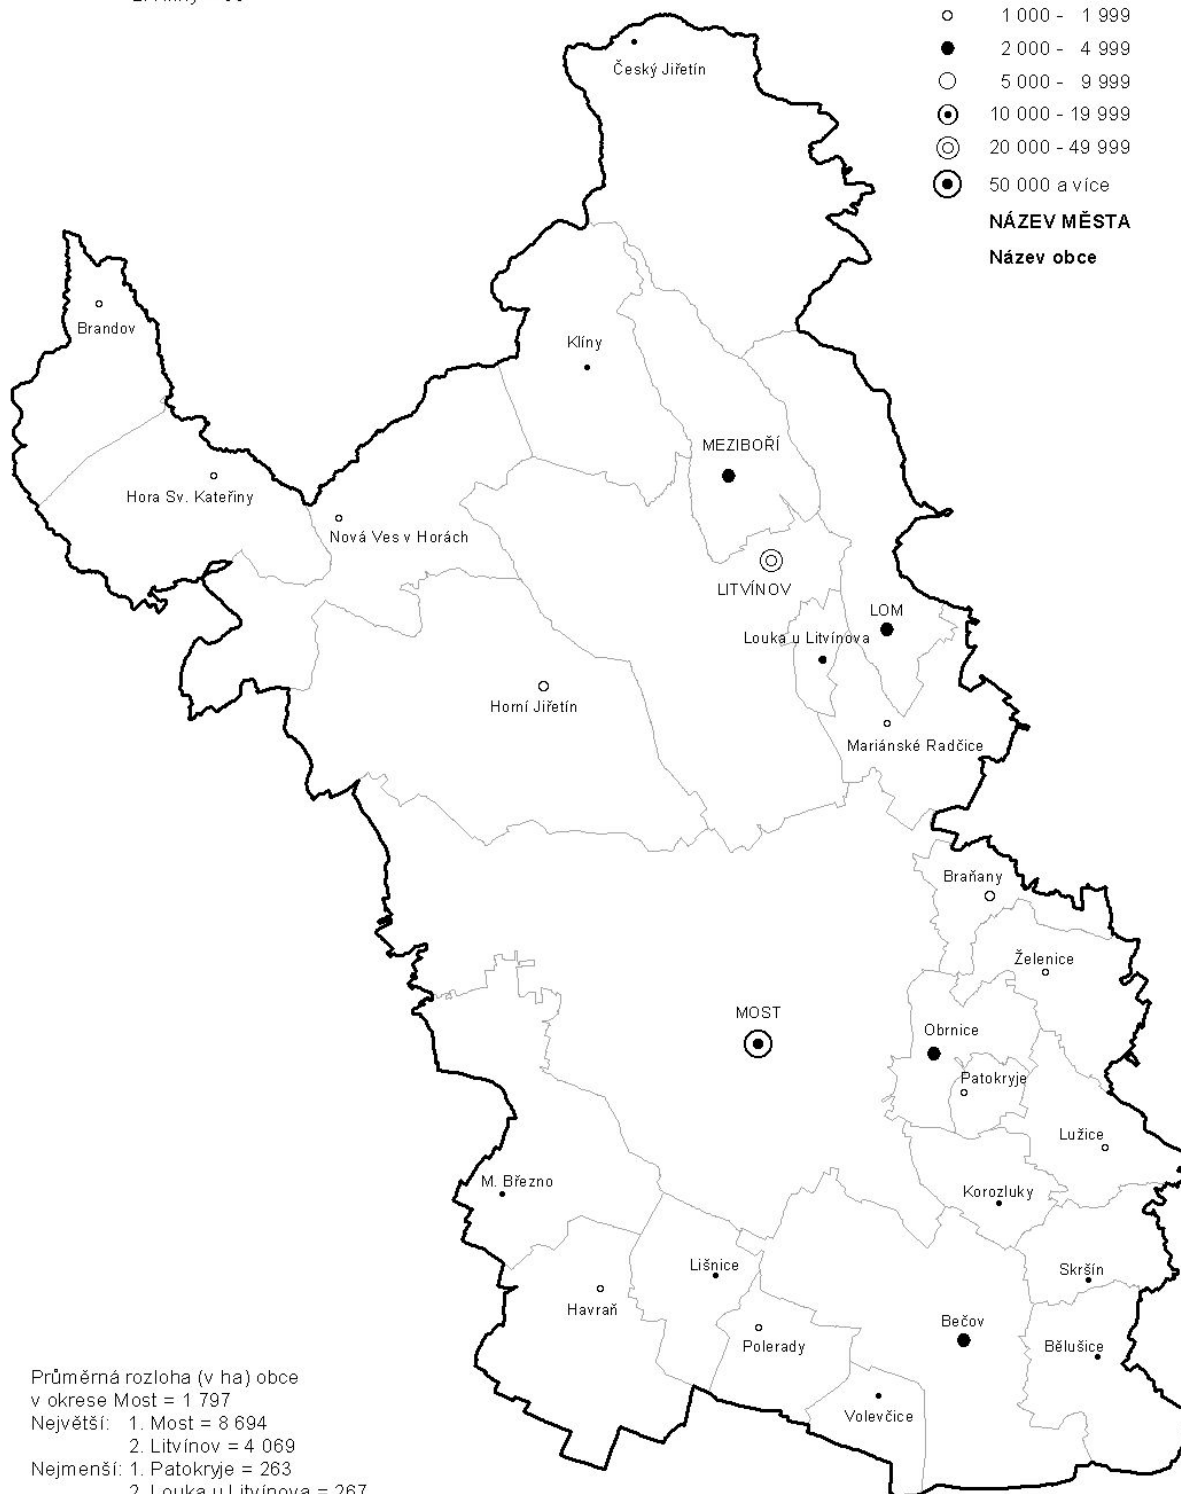 1 000 - 1 999
2 000 - 4 999
5 000 - 9 999
10 000 - 19 999
20 000 - 49 999
50 000 a více
NÁZEV MĚSTA
Název obce
Český Jiřetín
Brandov
Klíny
MEZIBOŘÍ
Hora Sv. Kateřiny
Nová Ves v Horách
LITVÍNOV
LOM
Louka u Litvínova
Horní Jiřetín
Mariánské Radčice
Braňany
Želenice
MOST
Obrnice
Patokryje
Lužice
M. Březno
Korozluky
Lišnice
Skršín
Havraň
Polerady
Bečov
Bělušice
Volevčice
Průměrná rozloha (v ha) obce
v okrese Most = 1 797
Největší: 1. Most = 8 694
2. Litvínov = 4 069
Nejmenší: 1. Patokryje = 263
2. Louka u Litvínova = 267